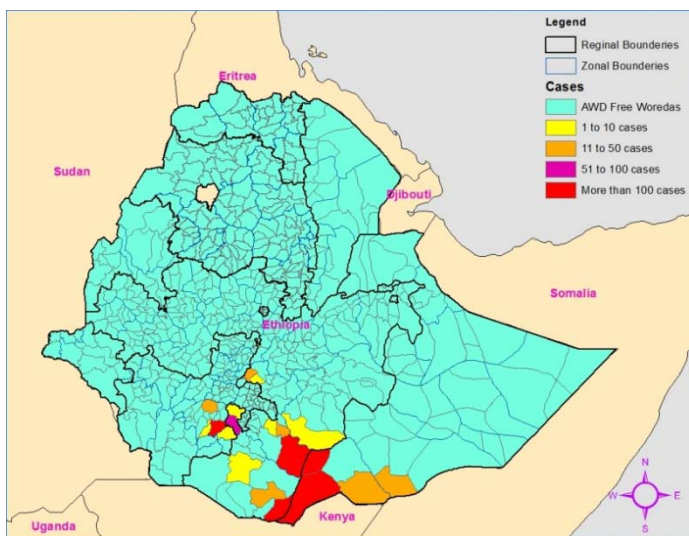 Legend
Reginal Bounderies
Zonal Bounderies
Cases
AWD Free Woredas
1 to 10 cases
11 to 50 cases
51 to 100 cases
More than 100 cases
Eritrea
Sudan
Djibouti
Somalia
Ethiopia
Uganda
Kenya
N
W
E
S